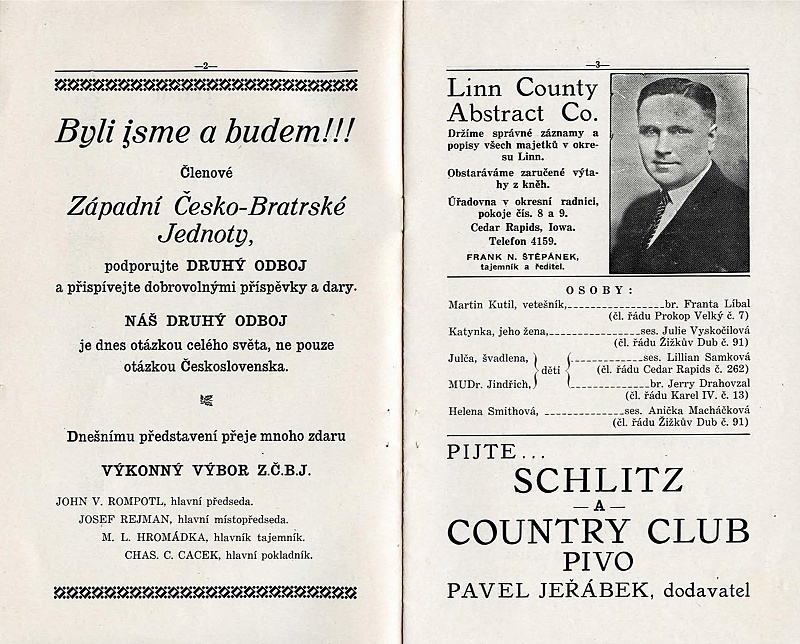 —2—
Byli jsme a budem!!!
Členové
Západní Česko-Bratrské
Jednoty,
podporujte DRUHÝ ODBOJ
a přispívejte dobrovolnými příspěvky a dary.
NÁŠ DRUHÝ ODBOJ
je dnes otázkou celého světa, ne pouze
otázkou Československa.
Dnešnímu představení přeje mnoho zdaru
VÝKONNÝ VÝBOR Z.Č.B.J.
JOHN V. ROMPOTL, hlavní předseda.
JOSEF REJMAN, hlavní místopředseda.
M. L. HROMÁDKA, hlavník tajemník.
CHAS. C. CACEK, hlavní pokladník.
—3—
Linn County
Abstract Co.
Držíme správné záznamy a
popisy všech majetků v okre-
su Linn.
Obstaráváme zaručené výta-
hy z kněh.
Úřadovna v okresní radnici,
pokoje čís. 8 a 9.
Cedar Rapids, Iowa.
Telefon 4159.
FRANK N. ŠTĚPÁNEK,
tajemník a ředitel.
OSOBY:
Martin Kutil, vetešník, br. Franta Líbal
(čl. řádu Prokop Velký č. 7)
Katynka, jeho žena, ses. Julie Vyskočilová
(čl. řádu Žižkův Dub č. 91)
Julča, švadlena, ses. Lillian Samková
(čl. řádu Cedar Rapids č. 262)
děti
MUDr. Jindřich, br. Jerry Drahovzal
(čl. řádu Karel IV. č. 13)
Helena Smithová, ses. Anička Macháčková
(čl. řádu Žižkův Dub č. 91)
PIJTE...
SCHLITZ
—A—
COUNTRY CLUB
PIVO
PAVEL JEŘÁBEK, dodavatel